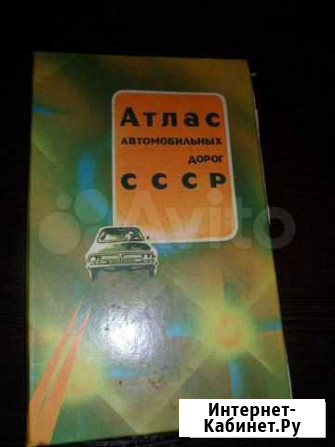 Атлас
автомобильных
дорог
СССР
Avito
Интернет-
Кабинет.Ру